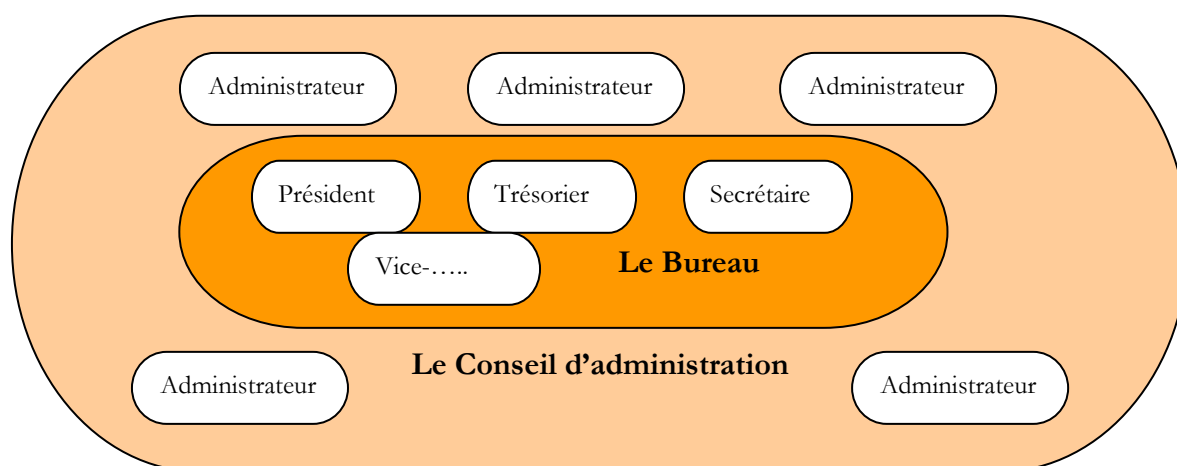 Administrateur Administrateur Administrateur
Président Trésorier Secrétaire
Vice-….. Le Bureau
Le Conseil d’administration
Administrateur Administrateur